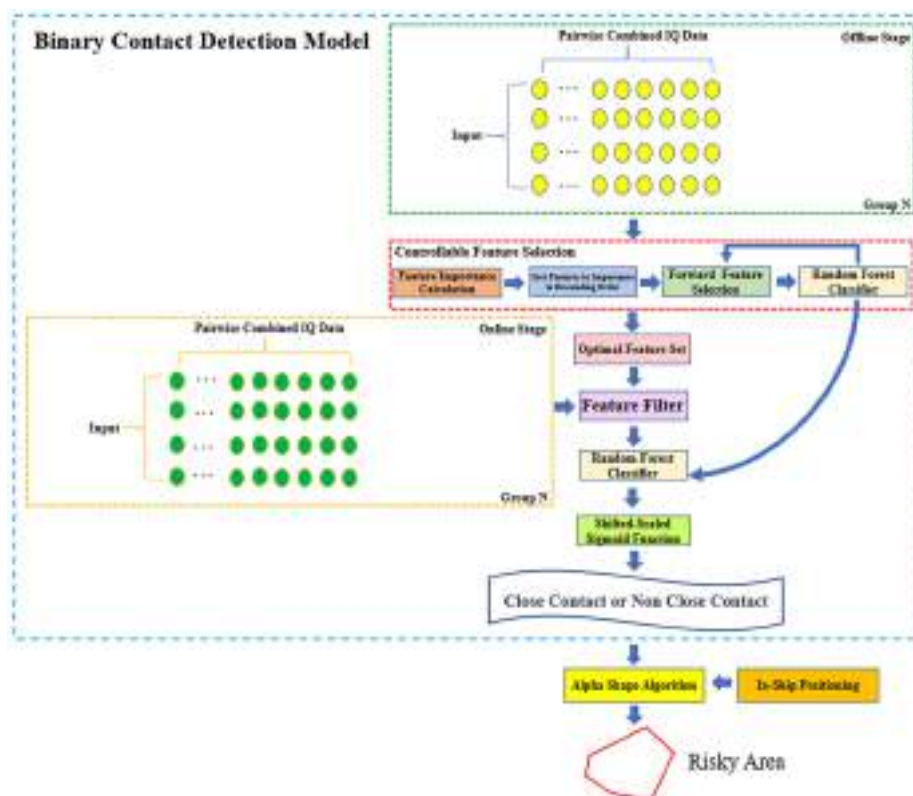 Binary Contact Detection Model
Pairwise Combined IQ Data
Offline Stage
Input
...
...
...
...
Group N
Controllable Feature Selection
Feature Importance
Calculation
Forward Feature
Selection
Random Forest
Classifier
Pairwise Combined IQ Data
Online Stage
Input
...
...
...
...
Group N
Optimal Feature Set
Feature Filter
Random Forest
Classifier
Shifted-Scaled
Sigmoid Function
Close Contact or Non Close Contact
Alpha Shape Algorithm
In-Ship Positioning
Risky Area